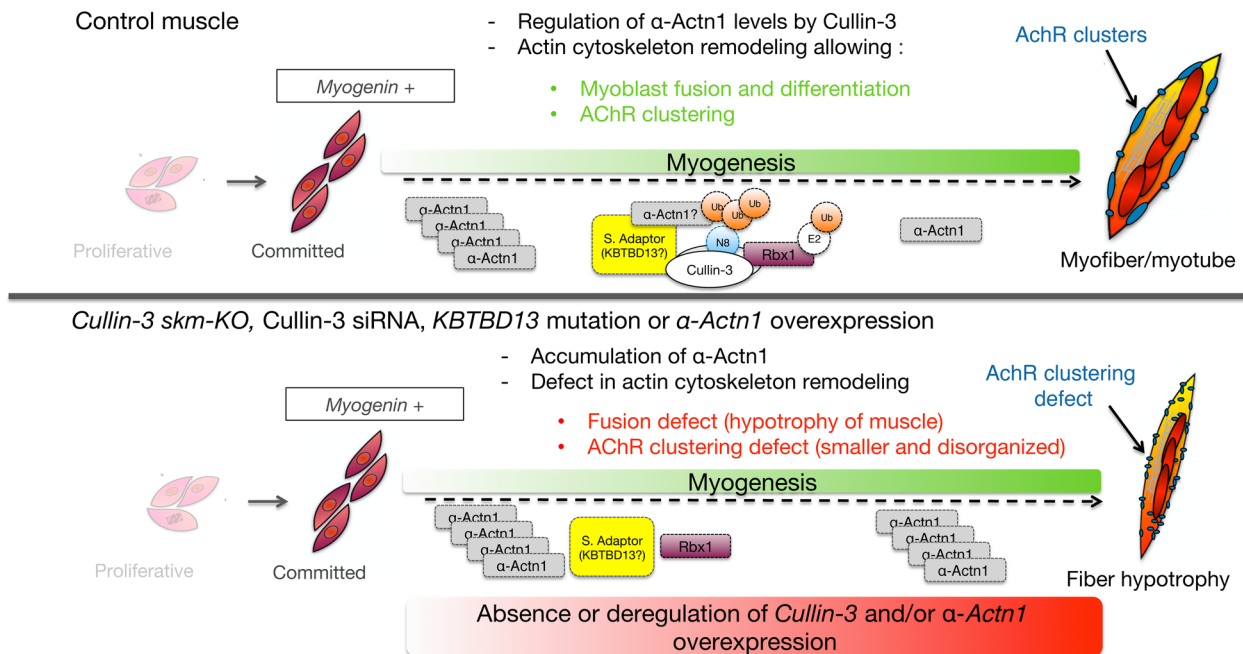 Control muscle
- Regulation of α-Actn1 levels by Cullin-3
- Actin cytoskeleton remodeling allowing :
• Myoblast fusion and differentiation
• AChR clustering
AChR clusters
Myogenin +
Myogenesis
Proliferative
Committed
α-Actn1
α-Actn1
α-Actn1
α-Actn1
α-Actn1?
S. Adaptor
(KBTBD13?)
Ub
Ub
Ub
Ub
N8
Cullin-3
Rbx1
E2
α-Actn1
Myofiber/myotube
Cullin-3 skm-KO, Cullin-3 siRNA, KBTBD13 mutation or α-Actn1 overexpression
- Accumulation of α-Actn1
- Defect in actin cytoskeleton remodeling
• Fusion defect (hypotrophy of muscle)
• AChR clustering defect (smaller and disorganized)
AchR clustering
defect
Myogenin +
Myogenesis
Proliferative
Committed
α-Actn1
α-Actn1
α-Actn1
α-Actn1
S. Adaptor
(KBTBD13?)
Rbx1
α-Actn1
α-Actn1
α-Actn1
α-Actn1
Fiber hypotrophy
Absence or deregulation of Cullin-3 and/or α-Actn1
overexpression